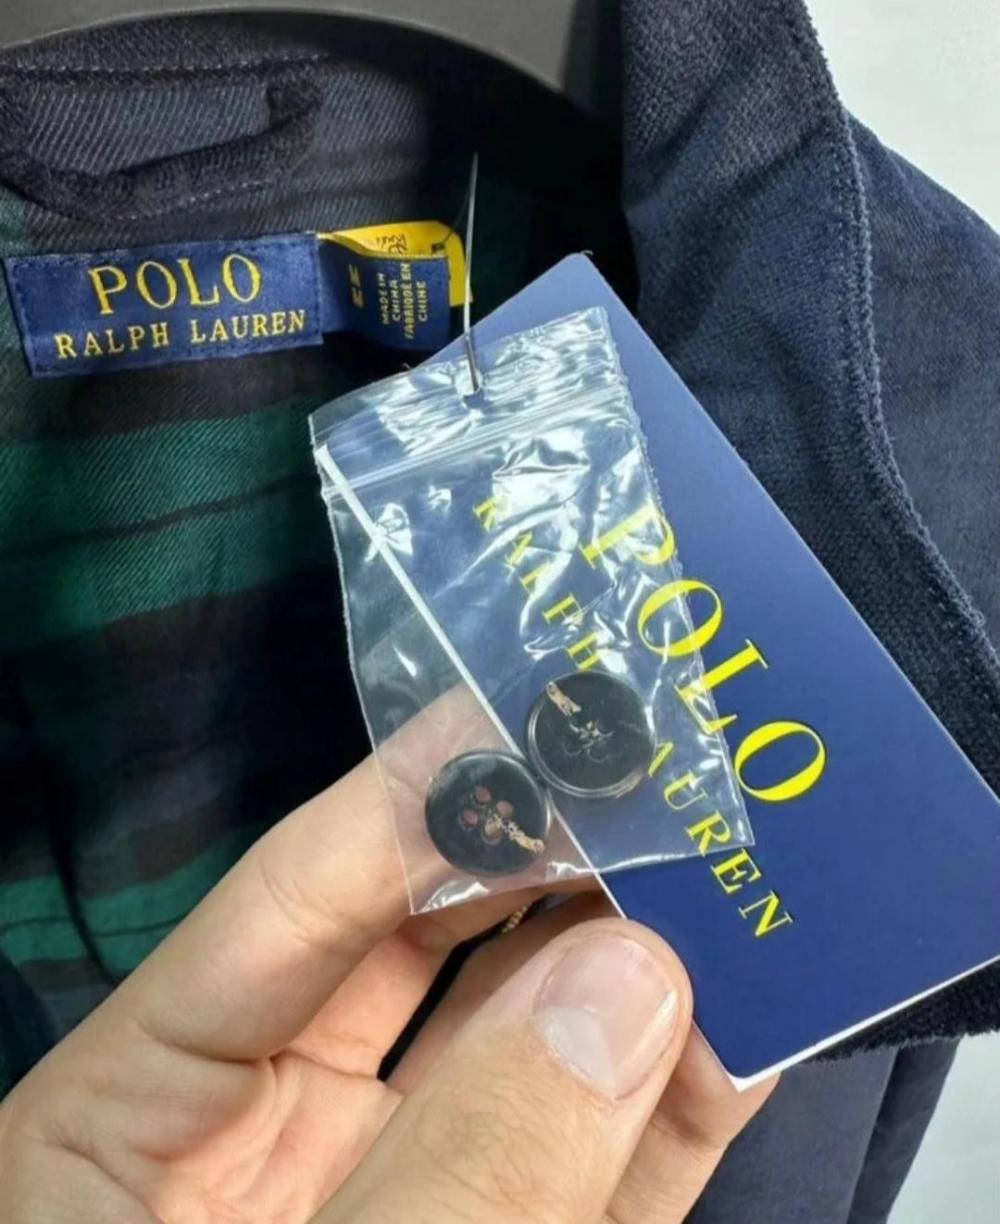 POLO
RALPH LAUREN
MADE IN
CHINA
FABRIQUÉ EN
CHINE
POLO
RALPH LAUREN